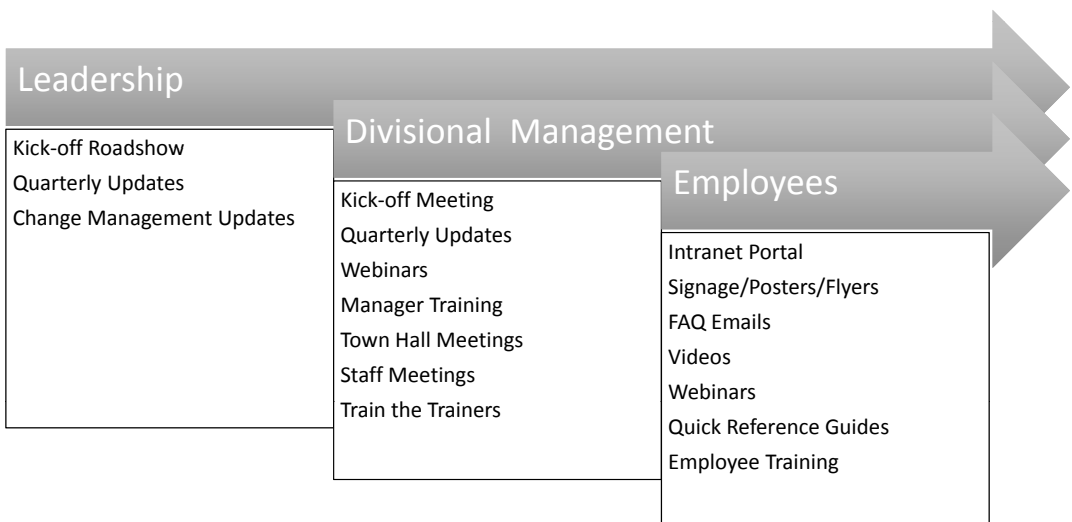 Leadership
Kick-off Roadshow
Quarterly Updates
Change Management Updates
Divisional Management
Kick-off Meeting
Quarterly Updates
Webinars
Manager Training
Town Hall Meetings
Staff Meetings
Train the Trainers
Employees
Intranet Portal
Signage/Posters/Flyers
FAQ Emails
Videos
Webinars
Quick Reference Guides
Employee Training